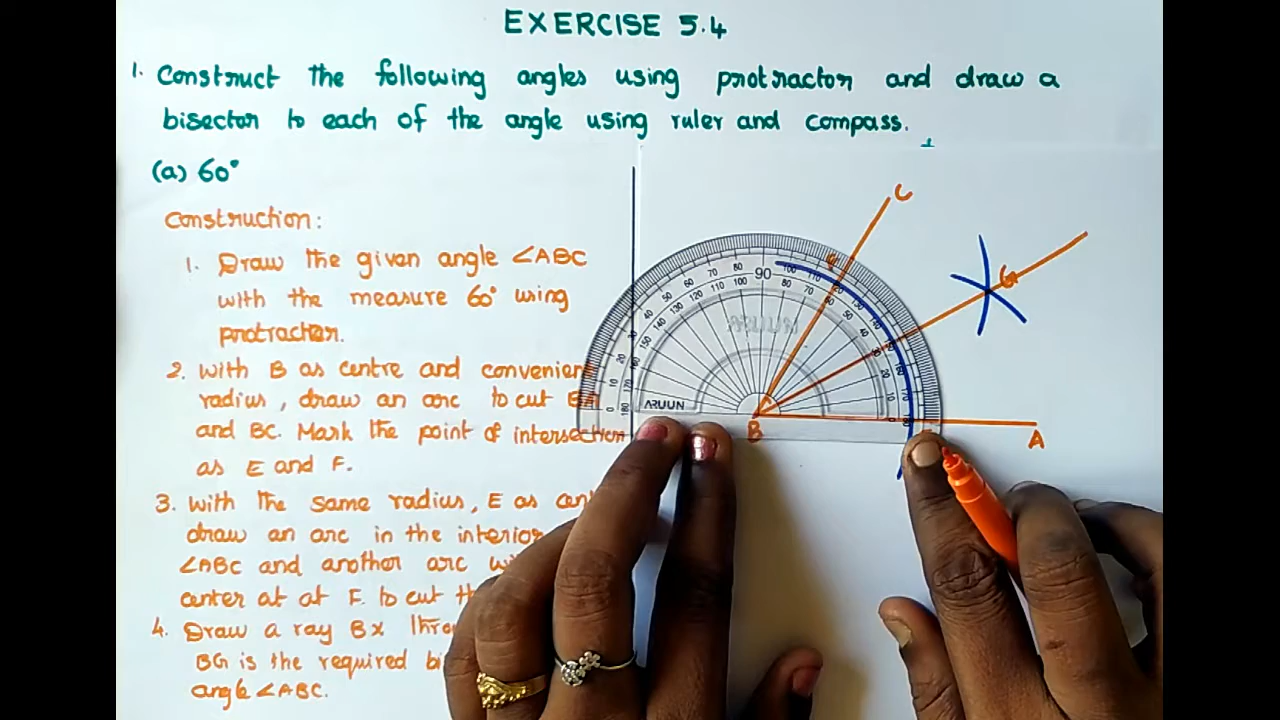 EXERCISE 5.4
1. Construct the following angles using protractor and draw a
bisector to each of the angle using ruler and compass.
(a) 60°
Construction:
1. Draw the given angle ∠ABC
with the measure 60° using
protractor.
2. With B as centre and convenient
radius, draw an arc to cut BA
and BC. Mark the point of intersection
as E and F.
3. With the same radius, E as
draw an arc in the interior
∠ABC and another arc
center at at F. to cut
4. Draw a ray BX
BG is the required
angle ∠ABC.
C
G
B
A
90
ARUUN
ARUUN